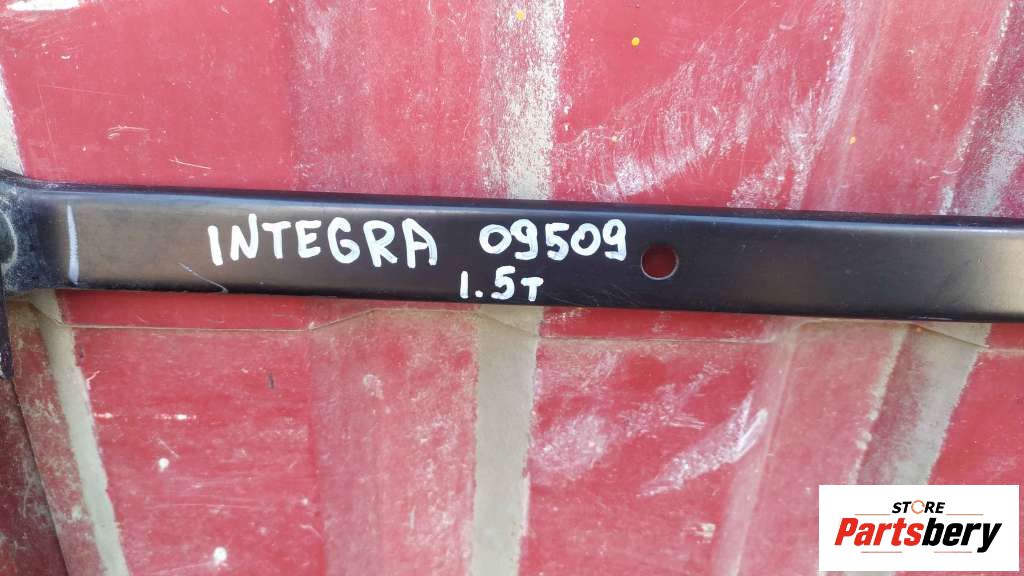 INTEGRA 09509
1.5T
STORE
Partsbery